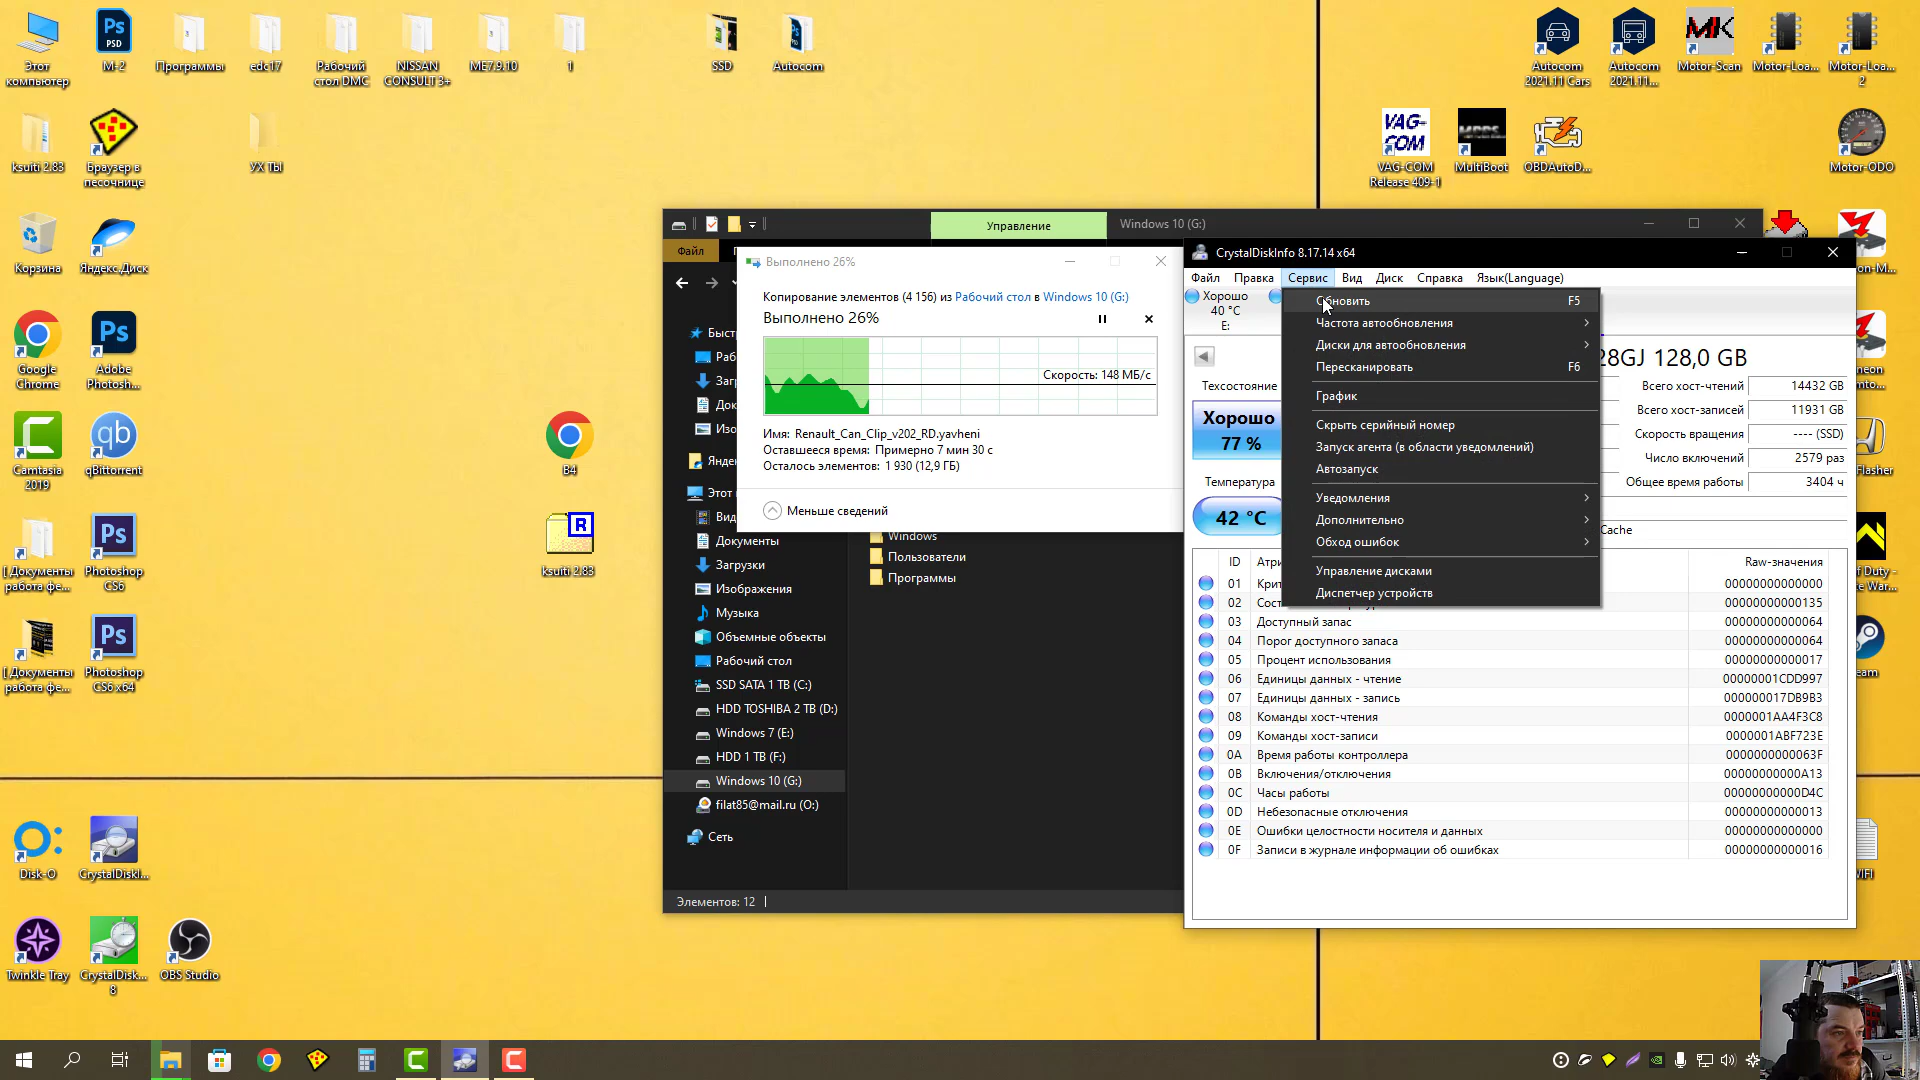 Этот компьютер
M-2
Программы
edc17
Рабочий стол DMC
NISSAN CONSULT 3+
ME7.9.10
1
SSD
Autocom
Autocom 2021.11 Cars
Autocom 2021.11...
Motor-Scan
Motor-Loa...
Motor-Loa... 2
ksuiti 2.83
Браузер в песочнице
УХ ТЫ
VAG-COM
VAG-COM Release 409-1
MultiBoot
OBDAutoD...
Motor-ODO
Корзина
Яндекс.Диск
Google Chrome
Adobe Photosh...
Camtasia 2019
qBittorrent
B4
ksuiti 2.83
[ Документы работа фе...
Photoshop CS6
[ Документы работа фе...
Photoshop CS6 x64
Disk-O
CrystalDiskI...
Twinkle Tray
CrystalDisk... 8
OBS Studio
Управление
Windows 10 (G:)
Файл
Выполнено 26%
Копирование элементов (4 156) из Рабочий стол в Windows 10 (G:)
Выполнено 26%
Скорость: 148 МБ/с
Имя: Renault_Can_Clip_v202_RD.yavheni
Оставшееся время: Примерно 7 мин 30 с
Осталось элементов: 1 930 (12,9 ГБ)
Меньше сведений
Документы
Загрузки
Изображения
Музыка
Объемные объекты
Рабочий стол
SSD SATA 1 TB (C:)
HDD TOSHIBA 2 TB (D:)
Windows 7 (E:)
HDD 1 TB (F:)
Windows 10 (G:)
filat85@mail.ru (O:)
Сеть
Windows
Пользователи
Программы
Элементов: 12
CrystalDiskInfo 8.17.14 x64
Файл Правка Сервис Вид Диск Справка Язык(Language)
Хорошо
40 °C
E:
Обновить F5
Частота автообновления
Диски для автообновления
Пересканировать F6
График
Скрыть серийный номер
Запуск агента (в области уведомлений)
Автозапуск
Уведомления
Дополнительно
Обход ошибок
Управление дисками
Диспетчер устройств
28GJ 128,0 GB
Техсостояние
Хорошо
77 %
Температура
42 °C
Всего хост-чтений 14432 GB
Всего хост-записей 11931 GB
Скорость вращения ---- (SSD)
Число включений 2579 раз
Общее время работы 3404 ч
Cache
ID Raw-значения
01 00000000000000
02 00000000000135
03 Доступный запас 00000000000064
04 Порог доступного запаса 00000000000064
05 Процент использования 00000000000017
06 Единицы данных - чтение 00000001CDD997
07 Единицы данных - запись 000000017DB9B3
08 Команды хост-чтения 0000001AA4F3C8
09 Команды хост-записи 0000001ABF723E
0A Время работы контроллера 0000000000063F
0B Включения/отключения 00000000000A13
0C Часы работы 00000000000D4C
0D Небезопасные отключения 00000000000013
0E Ошибки целостности носителя и данных 00000000000000
0F Записи в журнале информации об ошибках 00000000000016